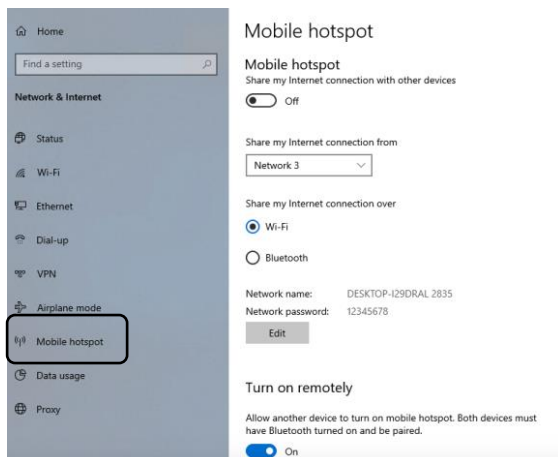 Home
Find a setting
Network & Internet
Status
Wi-Fi
Ethernet
Dial-up
VPN
Airplane mode
Mobile hotspot
Data usage
Proxy
Mobile hotspot
Mobile hotspot
Share my Internet connection with other devices
Off
Share my Internet connection from
Network 3
Share my Internet connection over
Wi-Fi
Bluetooth
Network name: DESKTOP-I29DRAL 2835
Network password: 12345678
Edit
Turn on remotely
Allow another device to turn on mobile hotspot. Both devices must
have Bluetooth turned on and be paired.
On